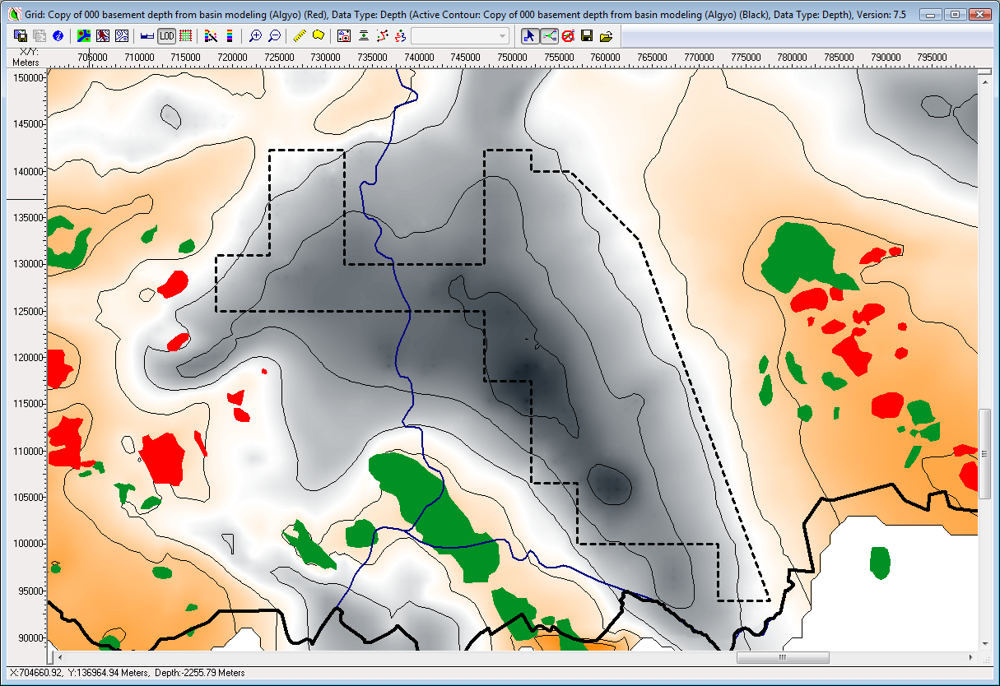 Grid: Copy of 000 basement depth from basin modeling (Algyo) (Red), Data Type: Depth (Active Contour: Copy of 000 basement depth from basin modeling (Algyo) (Black), Data Type: Depth), Version: 7.5
LOD
X/Y:
Meters
705000 710000 715000 720000 725000 730000 735000 740000 745000 750000 755000 760000 765000 770000 775000 780000 785000 790000 795000
150000
145000
140000
135000
130000
125000
120000
115000
110000
105000
100000
95000
90000
X:704660.92, Y:136964.94 Meters, Depth:-2255.79 Meters